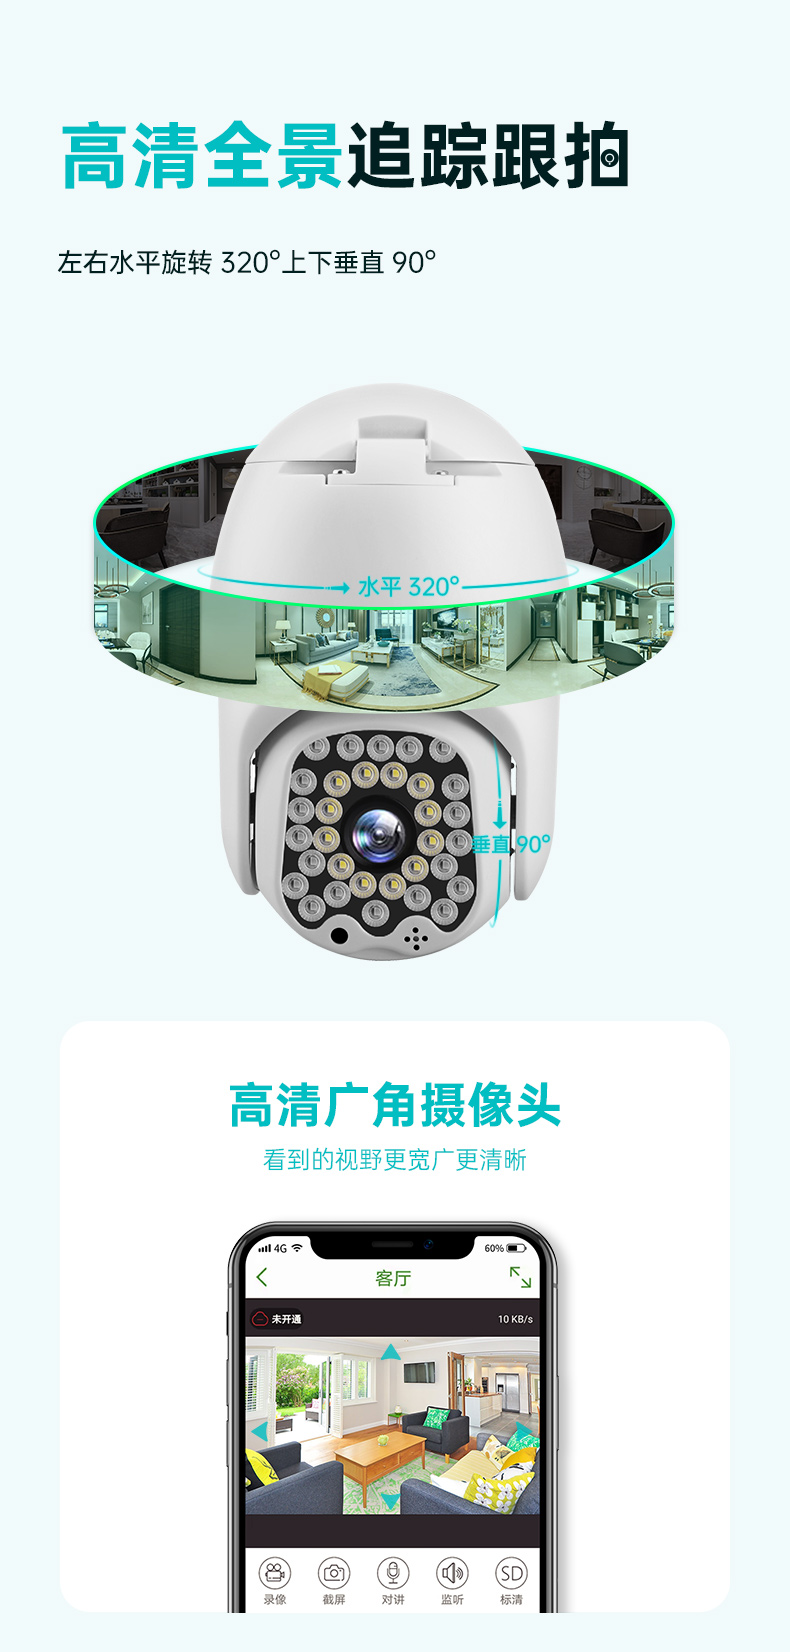 高清全景追踪跟拍
左右水平旋转 320°上下垂直 90°
水平 320°
垂直 90°
高清广角摄像头
看到的视野更宽广更清晰
4G 60%
客厅
未开通 10 KB/s
SD
录像 截屏 对讲 监听 标清